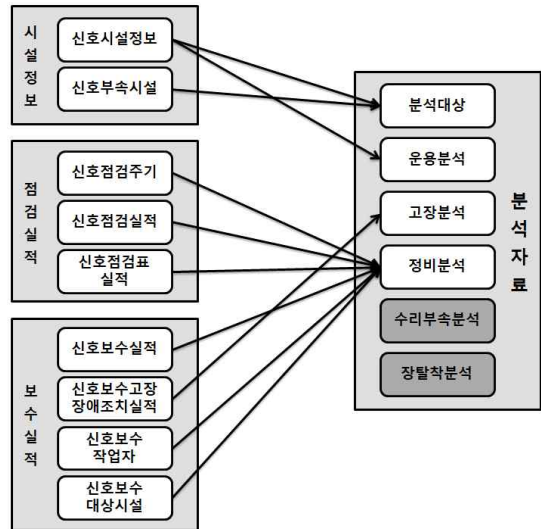 시설정보
신호시설정보
신호부속시설
점검실적
신호점검주기
신호점검실적
신호점검표
실적
보수실적
신호보수실적
신호보수고장
장애조치실적
신호보수
작업자
신호보수
대상시설
분석자료
분석대상
운용분석
고장분석
정비분석
수리부속분석
장탈착분석